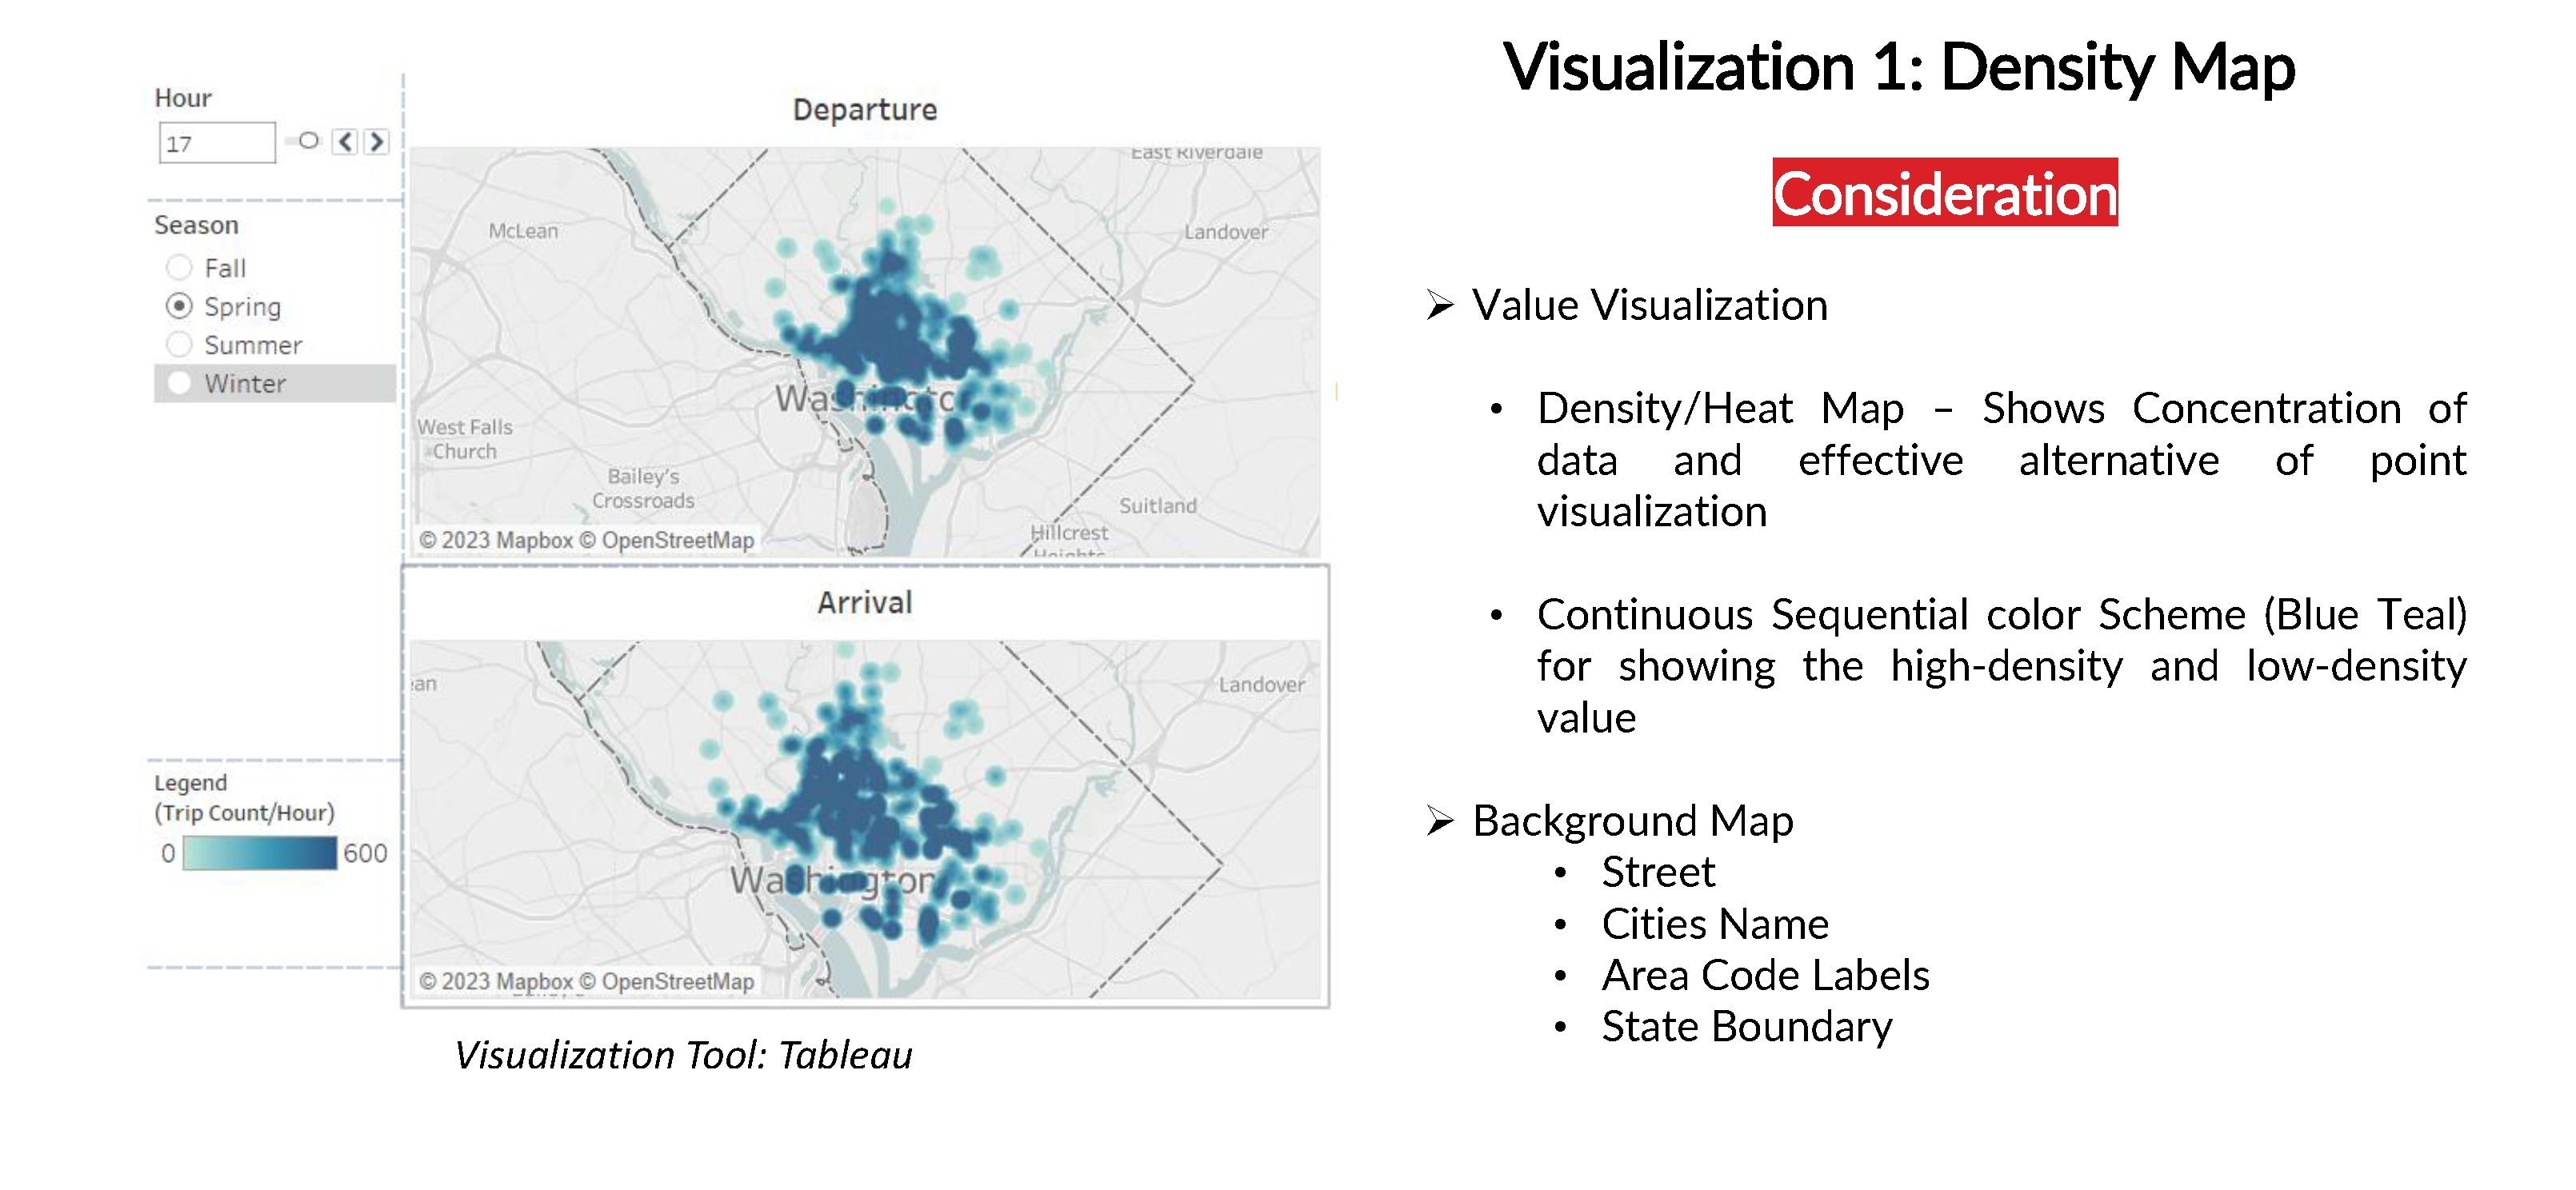 Visualization 1: Density Map
Consideration
Hour
17
Season
Fall
Spring
Summer
Winter
Legend
(Trip Count/Hour)
0
600
Departure
East Riverdale
McLean
Landover
Washington
West Falls
Church
Bailey's
Crossroads
Suitland
Hillcrest
Heights
© 2023 Mapbox © OpenStreetMap
Arrival
ean
Landover
Washington
© 2023 Mapbox © OpenStreetMap
Visualization Tool: Tableau
➢ Value Visualization
• Density/Heat Map – Shows Concentration of
data and effective alternative of point
visualization
• Continuous Sequential color Scheme (Blue Teal)
for showing the high-density and low-density
value
➢ Background Map
• Street
• Cities Name
• Area Code Labels
• State Boundary